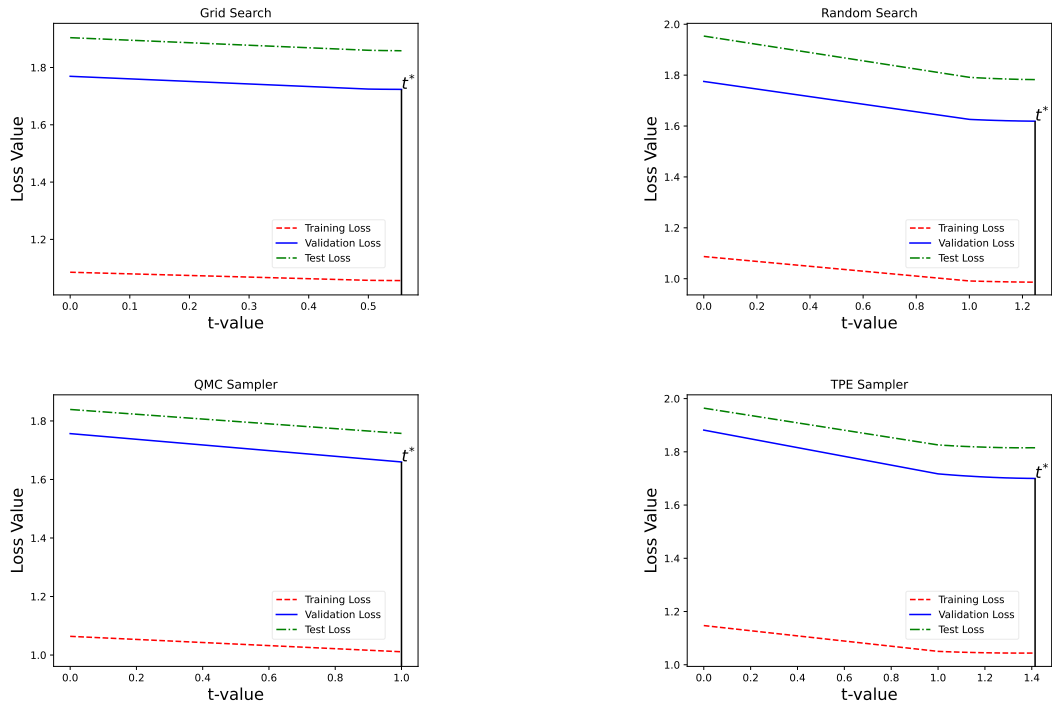 Grid Search
Loss Value
1.8
1.6
1.4
1.2
t*
Training Loss
Validation Loss
Test Loss
0.0 0.1 0.2 0.3 0.4 0.5
t-value
Random Search
Loss Value
2.0
1.8
1.6
1.4
1.2
1.0
t*
Training Loss
Validation Loss
Test Loss
0.0 0.2 0.4 0.6 0.8 1.0 1.2
t-value
QMC Sampler
Loss Value
1.8
1.6
1.4
1.2
1.0
t*
Training Loss
Validation Loss
Test Loss
0.0 0.2 0.4 0.6 0.8 1.0
t-value
TPE Sampler
Loss Value
2.0
1.8
1.6
1.4
1.2
1.0
t*
Training Loss
Validation Loss
Test Loss
0.0 0.2 0.4 0.6 0.8 1.0 1.2 1.4
t-value